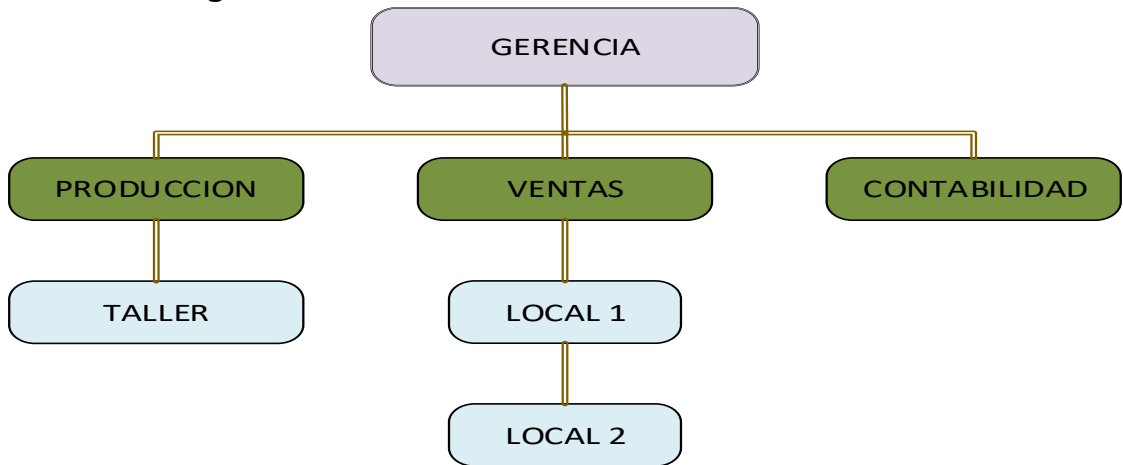 GERENCIA
PRODUCCION
VENTAS
CONTABILIDAD
TALLER
LOCAL 1
LOCAL 2